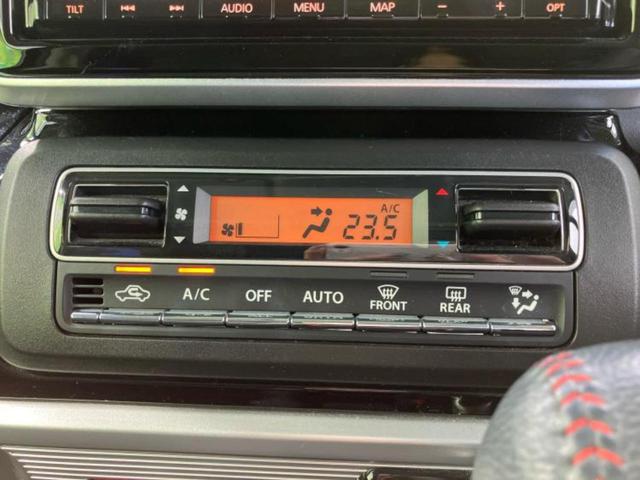 TILT AUDIO MENU MAP − + OPT
A/C
23.5
A/C OFF AUTO FRONT REAR